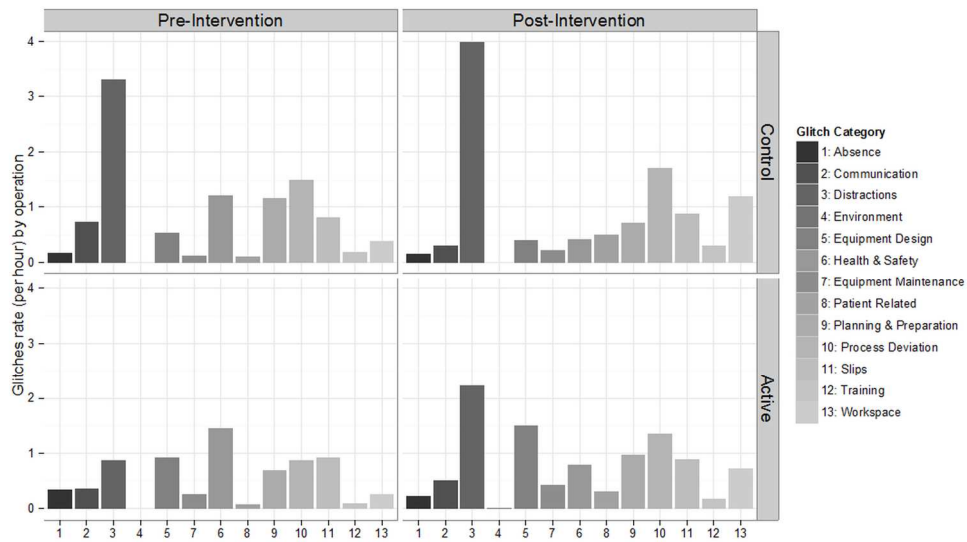 Pre-Intervention
Post-Intervention
4
3
2
1
0
Control
4
3
2
1
0
Active
Glitches rate (per hour) by operation
1 2 3 4 5 7 6 8 9 10 11 12 13
1 2 3 4 5 7 6 8 9 10 11 12 13
Glitch Category
1: Absence
2: Communication
3: Distractions
4: Environment
5: Equipment Design
6: Health & Safety
7: Equipment Maintenance
8: Patient Related
9: Planning & Preparation
10: Process Deviation
11: Slips
12: Training
13: Workspace